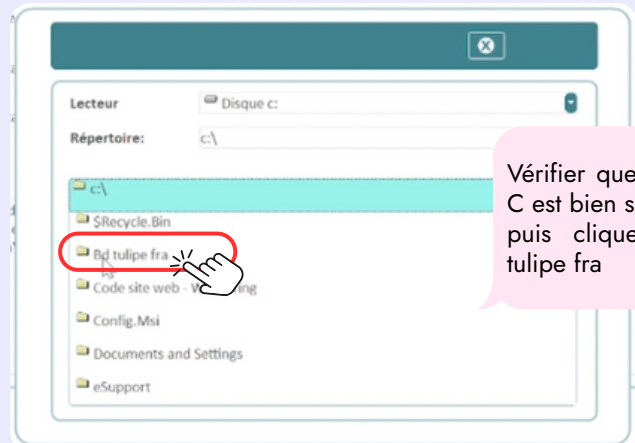 Lecteur
Disque c:
Répertoire:
c:\
c:\
$Recycle.Bin
Bd tulipe fra
Code site web - W
Config.Msi
Documents and Settings
eSupport
Vérifier que
C est bien s
puis clique
tulipe fra